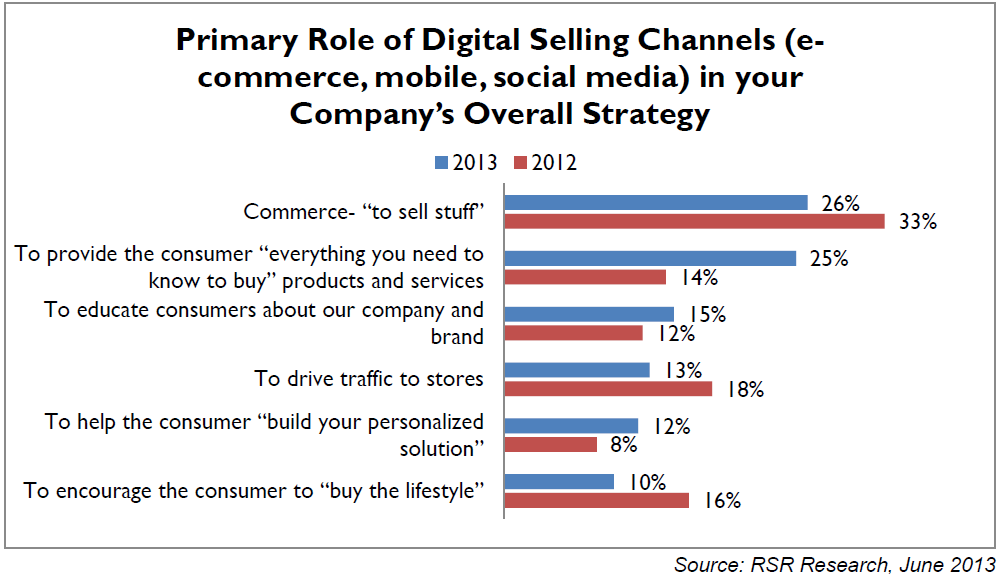 Primary Role of Digital Selling Channels (e-
commerce, mobile, social media) in your
Company’s Overall Strategy
2013 2012
Commerce- “to sell stuff”
26%
33%
To provide the consumer “everything you need to
know to buy” products and services
25%
14%
To educate consumers about our company and
brand
15%
12%
To drive traffic to stores
13%
18%
To help the consumer “build your personalized
solution”
12%
8%
To encourage the consumer to “buy the lifestyle”
10%
16%
Source: RSR Research, June 2013